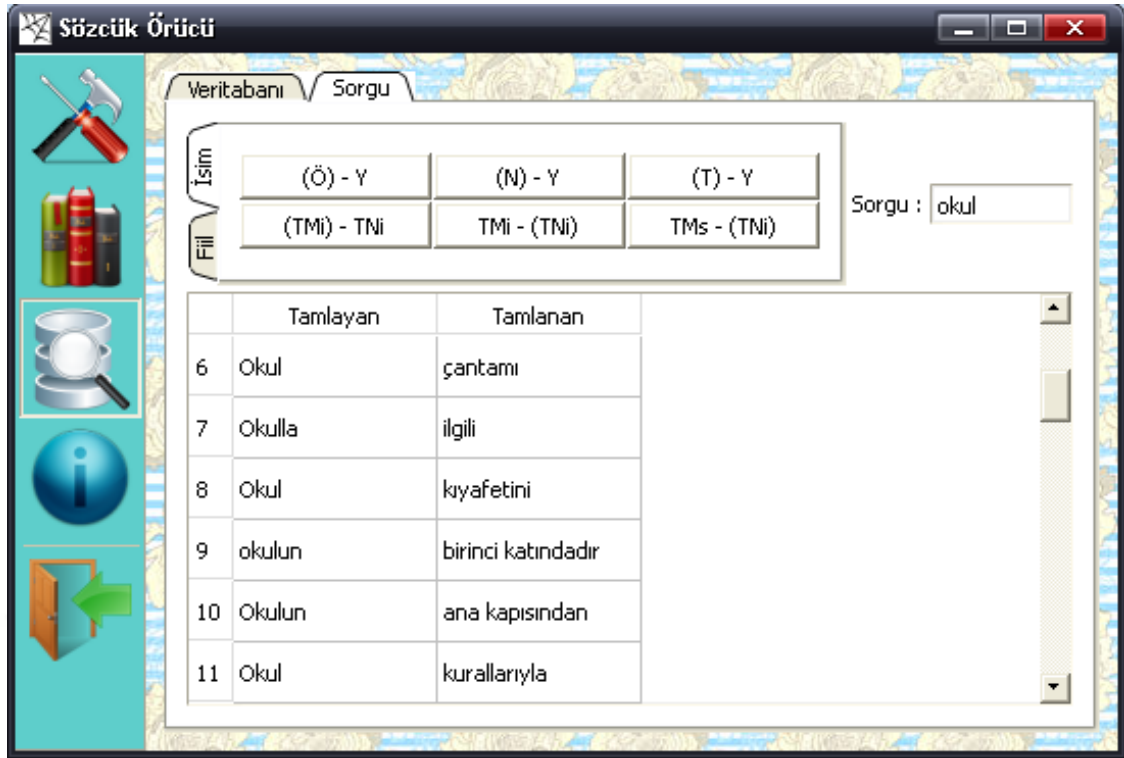 Sözcük Örücü
Veritabanı Sorgu
İsim
Fiil
(Ö) - Y (N) - Y (T) - Y
(TMi) - TNi TMi - (TNi) TMs - (TNi)
Sorgu : okul
Tamlayan Tamlanan
6 Okul çantamı
7 Okulla ilgili
8 Okul kıyafetini
9 okulun birinci katındadır
10 Okulun ana kapısından
11 Okul kurallarıyla